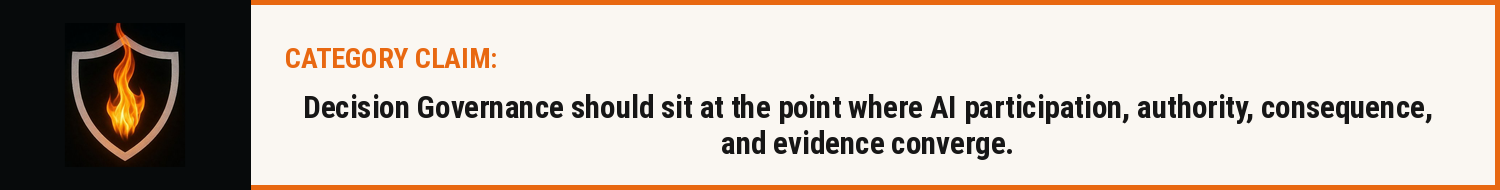 CATEGORY CLAIM:
Decision Governance should sit at the point where AI participation, authority, consequence,
and evidence converge.